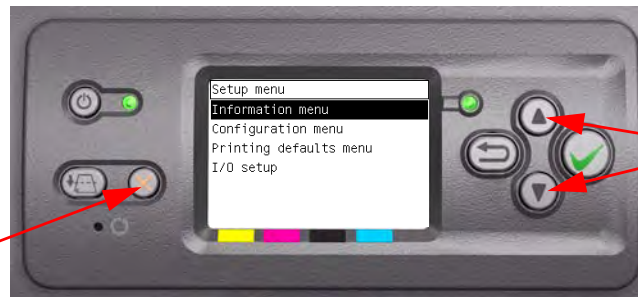 Setup menu
Information menu
Configuration menu
Printing defaults menu
I/O setup